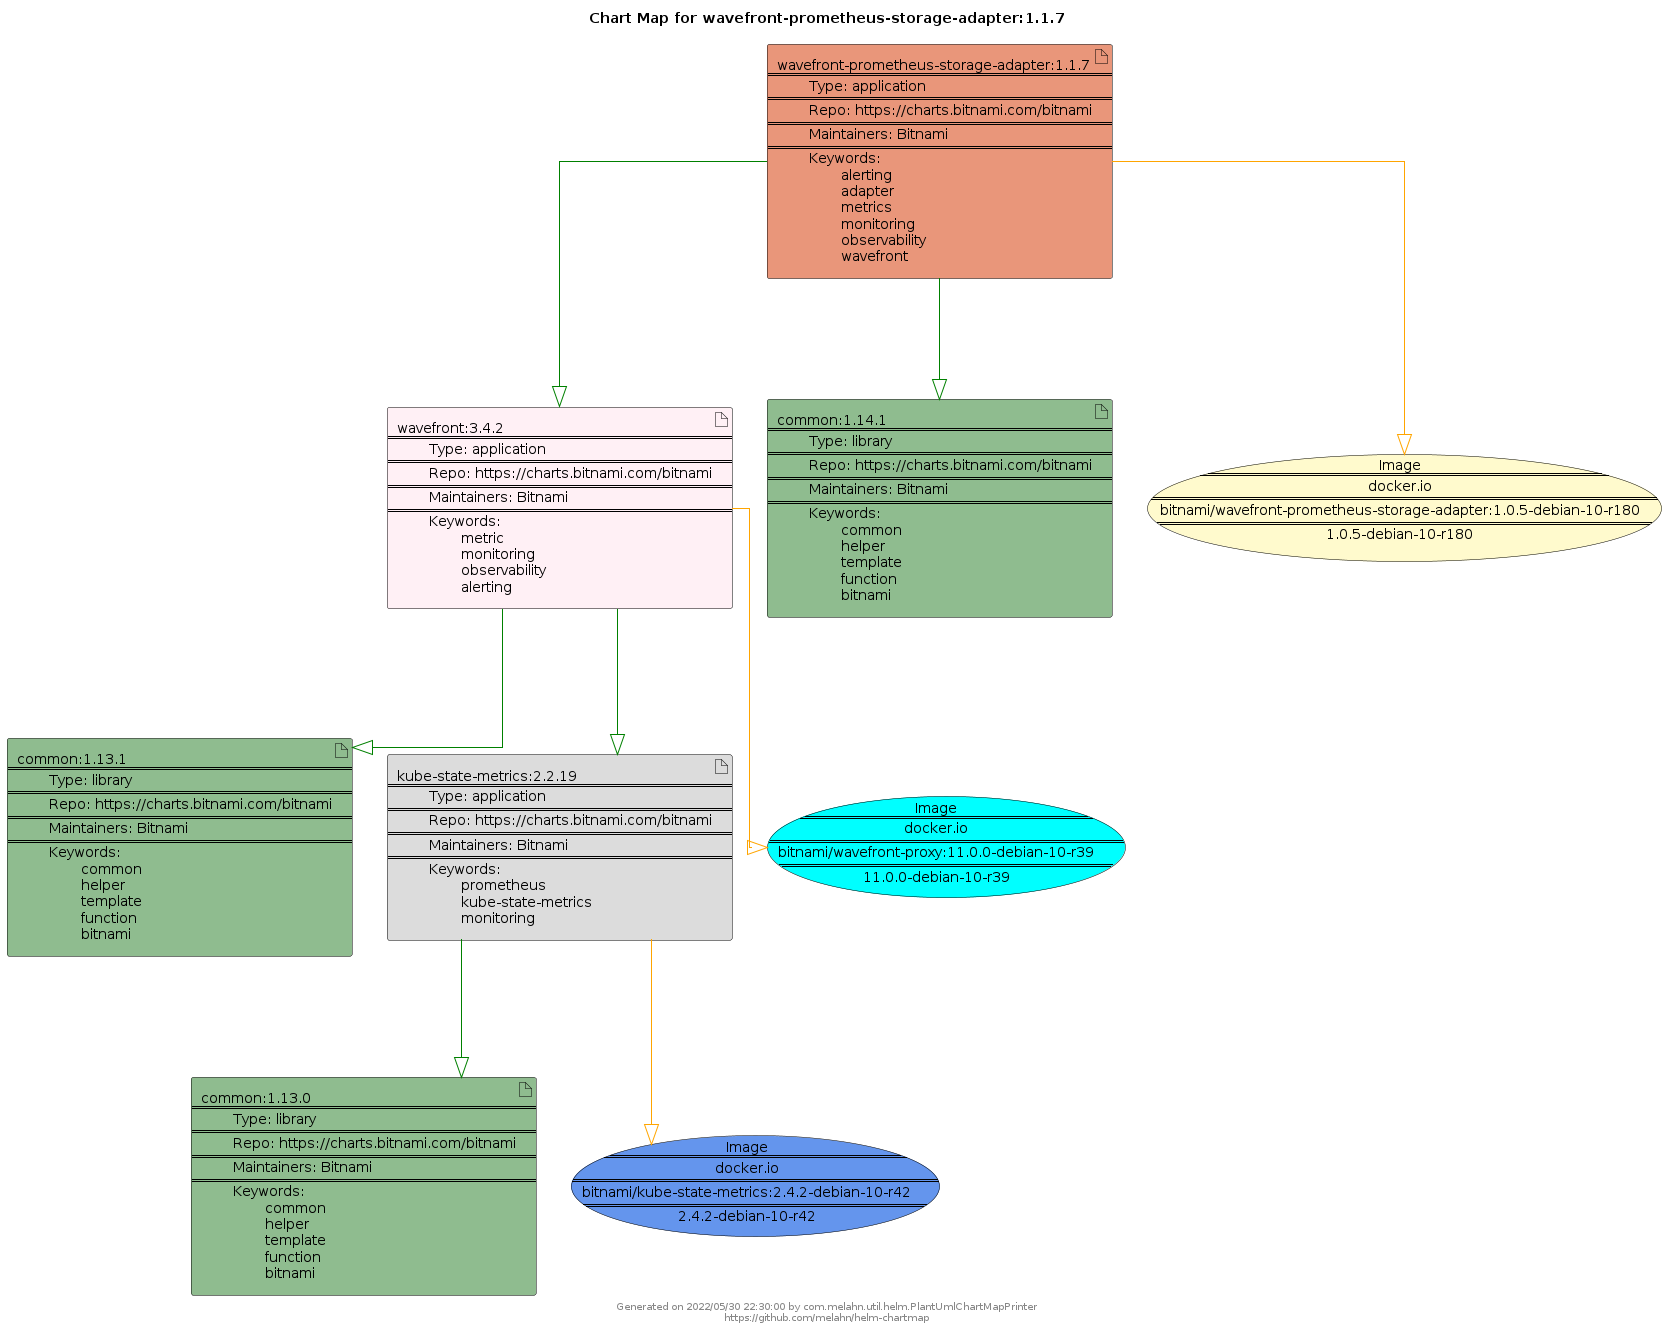 Chart Map for wavefront-prometheus-storage-adapter:1.1.7
wavefront-prometheus-storage-adapter:1.1.7
Type: application
Repo: https://charts.bitnami.com/bitnami
Maintainers: Bitnami
Keywords:
alerting
adapter
metrics
monitoring
observability
wavefront
wavefront:3.4.2
Type: application
Repo: https://charts.bitnami.com/bitnami
Maintainers: Bitnami
Keywords:
metric
monitoring
observability
alerting
common:1.14.1
Type: library
Repo: https://charts.bitnami.com/bitnami
Maintainers: Bitnami
Keywords:
common
helper
template
function
bitnami
Image
docker.io
bitnami/wavefront-prometheus-storage-adapter:1.0.5-debian-10-r180
1.0.5-debian-10-r180
common:1.13.1
Type: library
Repo: https://charts.bitnami.com/bitnami
Maintainers: Bitnami
Keywords:
common
helper
template
function
bitnami
kube-state-metrics:2.2.19
Type: application
Repo: https://charts.bitnami.com/bitnami
Maintainers: Bitnami
Keywords:
prometheus
kube-state-metrics
monitoring
Image
docker.io
bitnami/wavefront-proxy:11.0.0-debian-10-r39
11.0.0-debian-10-r39
common:1.13.0
Type: library
Repo: https://charts.bitnami.com/bitnami
Maintainers: Bitnami
Keywords:
common
helper
template
function
bitnami
Image
docker.io
bitnami/kube-state-metrics:2.4.2-debian-10-r42
2.4.2-debian-10-r42
Generated on 2022/05/30 22:30:00 by com.melahn.util.helm.PlantUmlChartMapPrinter
https://github.com/melahn/helm-chartmap